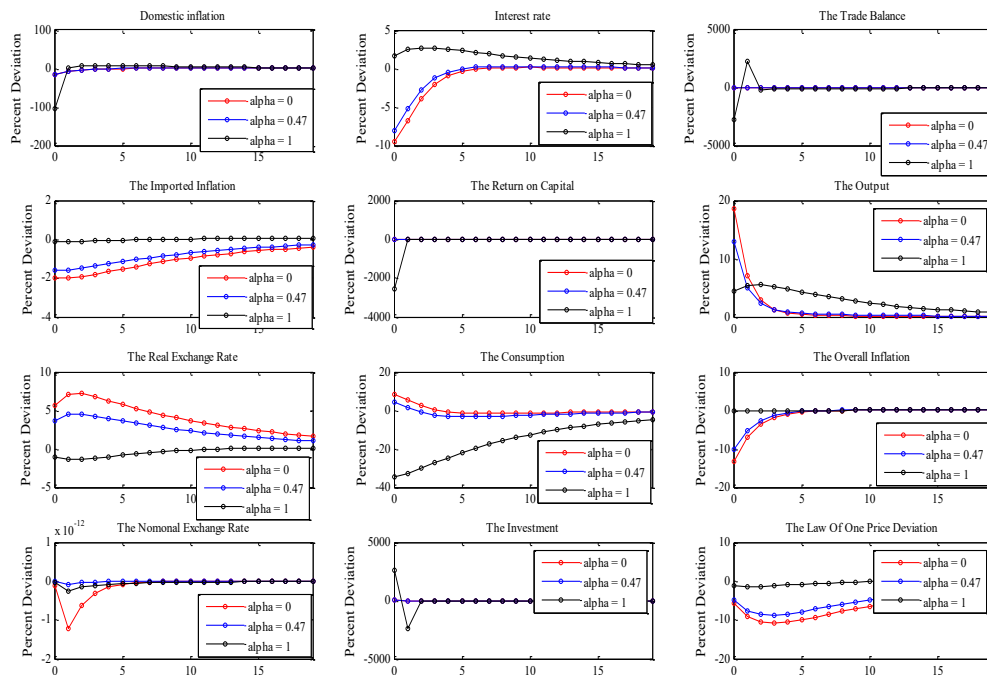 Domestic inflation
Percent Deviation
100
0
-100
-200
0 5 10 15
alpha = 0
alpha = 0.47
alpha = 1
Interest rate
Percent Deviation
5
0
-5
-10
0 5 10 15
alpha = 0
alpha = 0.47
alpha = 1
The Trade Balance
Percent Deviation
5000
0
-5000
0 5 10 15
alpha = 0
alpha = 0.47
alpha = 1
The Imported Inflation
Percent Deviation
2
0
-2
-4
0 5 10 15
alpha = 0
alpha = 0.47
alpha = 1
The Return on Capital
Percent Deviation
2000
0
-2000
-4000
0 5 10 15
alpha = 0
alpha = 0.47
alpha = 1
The Output
Percent Deviation
20
10
0
0 5 10 15
alpha = 0
alpha = 0.47
alpha = 1
The Real Exchange Rate
Percent Deviation
10
5
0
-5
0 5 10 15
alpha = 0
alpha = 0.47
alpha = 1
The Consumption
Percent Deviation
20
0
-20
-40
0 5 10 15
alpha = 0
alpha = 0.47
alpha = 1
The Overall Inflation
Percent Deviation
10
0
-10
-20
0 5 10 15
alpha = 0
alpha = 0.47
alpha = 1
The Nomonal Exchange Rate
x 10^-12
Percent Deviation
1
0
-1
-2
0 5 10 15
alpha = 0
alpha = 0.47
alpha = 1
The Investment
Percent Deviation
5000
0
-5000
0 5 10 15
alpha = 0
alpha = 0.47
alpha = 1
The Law Of One Price Deviation
Percent Deviation
10
0
-10
-20
0 5 10 15
alpha = 0
alpha = 0.47
alpha = 1